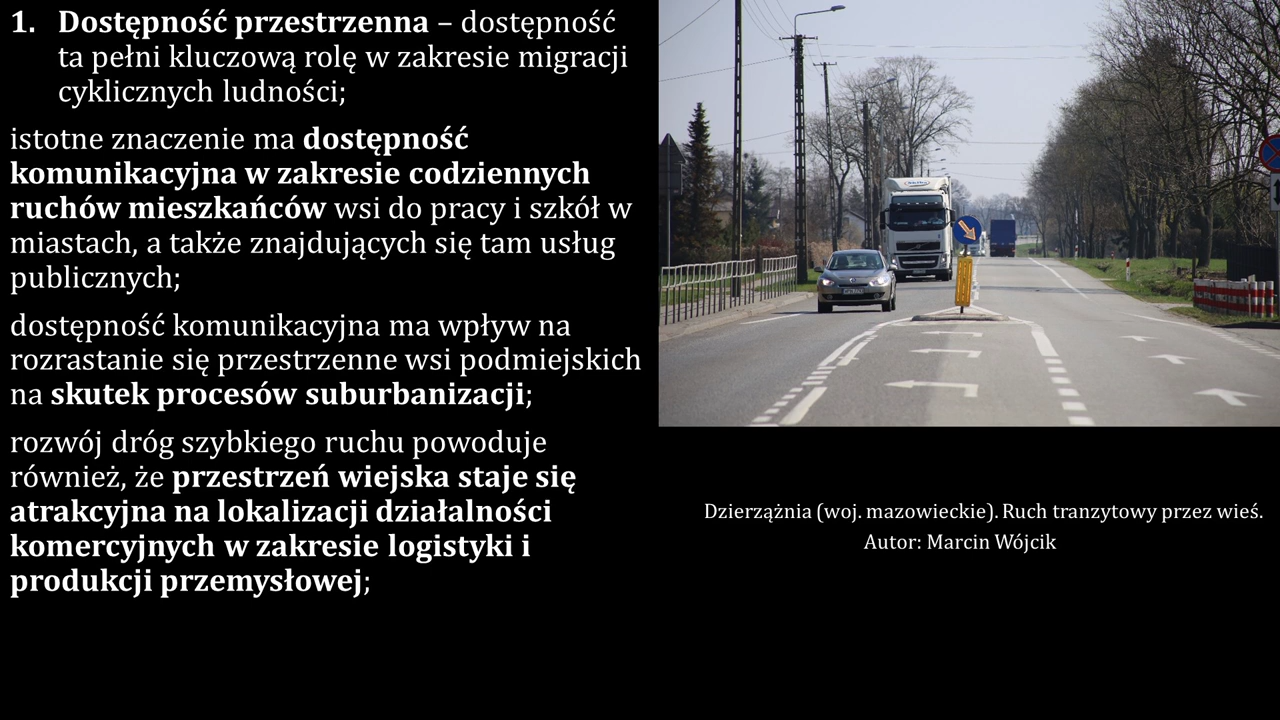 1. Dostępność przestrzenna – dostępność
ta pełni kluczową rolę w zakresie migracji
cyklicznych ludności;
istotne znaczenie ma dostępność
komunikacyjna w zakresie codziennych
ruchów mieszkańców wsi do pracy i szkół w
miastach, a także znajdujących się tam usług
publicznych;
dostępność komunikacyjna ma wpływ na
rozrastanie się przestrzenne wsi podmiejskich
na skutek procesów suburbanizacji;
rozwój dróg szybkiego ruchu powoduje
również, że przestrzeń wiejska staje się
atrakcyjna na lokalizacji działalności
komercyjnych w zakresie logistyki i
produkcji przemysłowej;
Dzierzążnia (woj. mazowieckie). Ruch tranzytowy przez wieś.
Autor: Marcin Wójcik